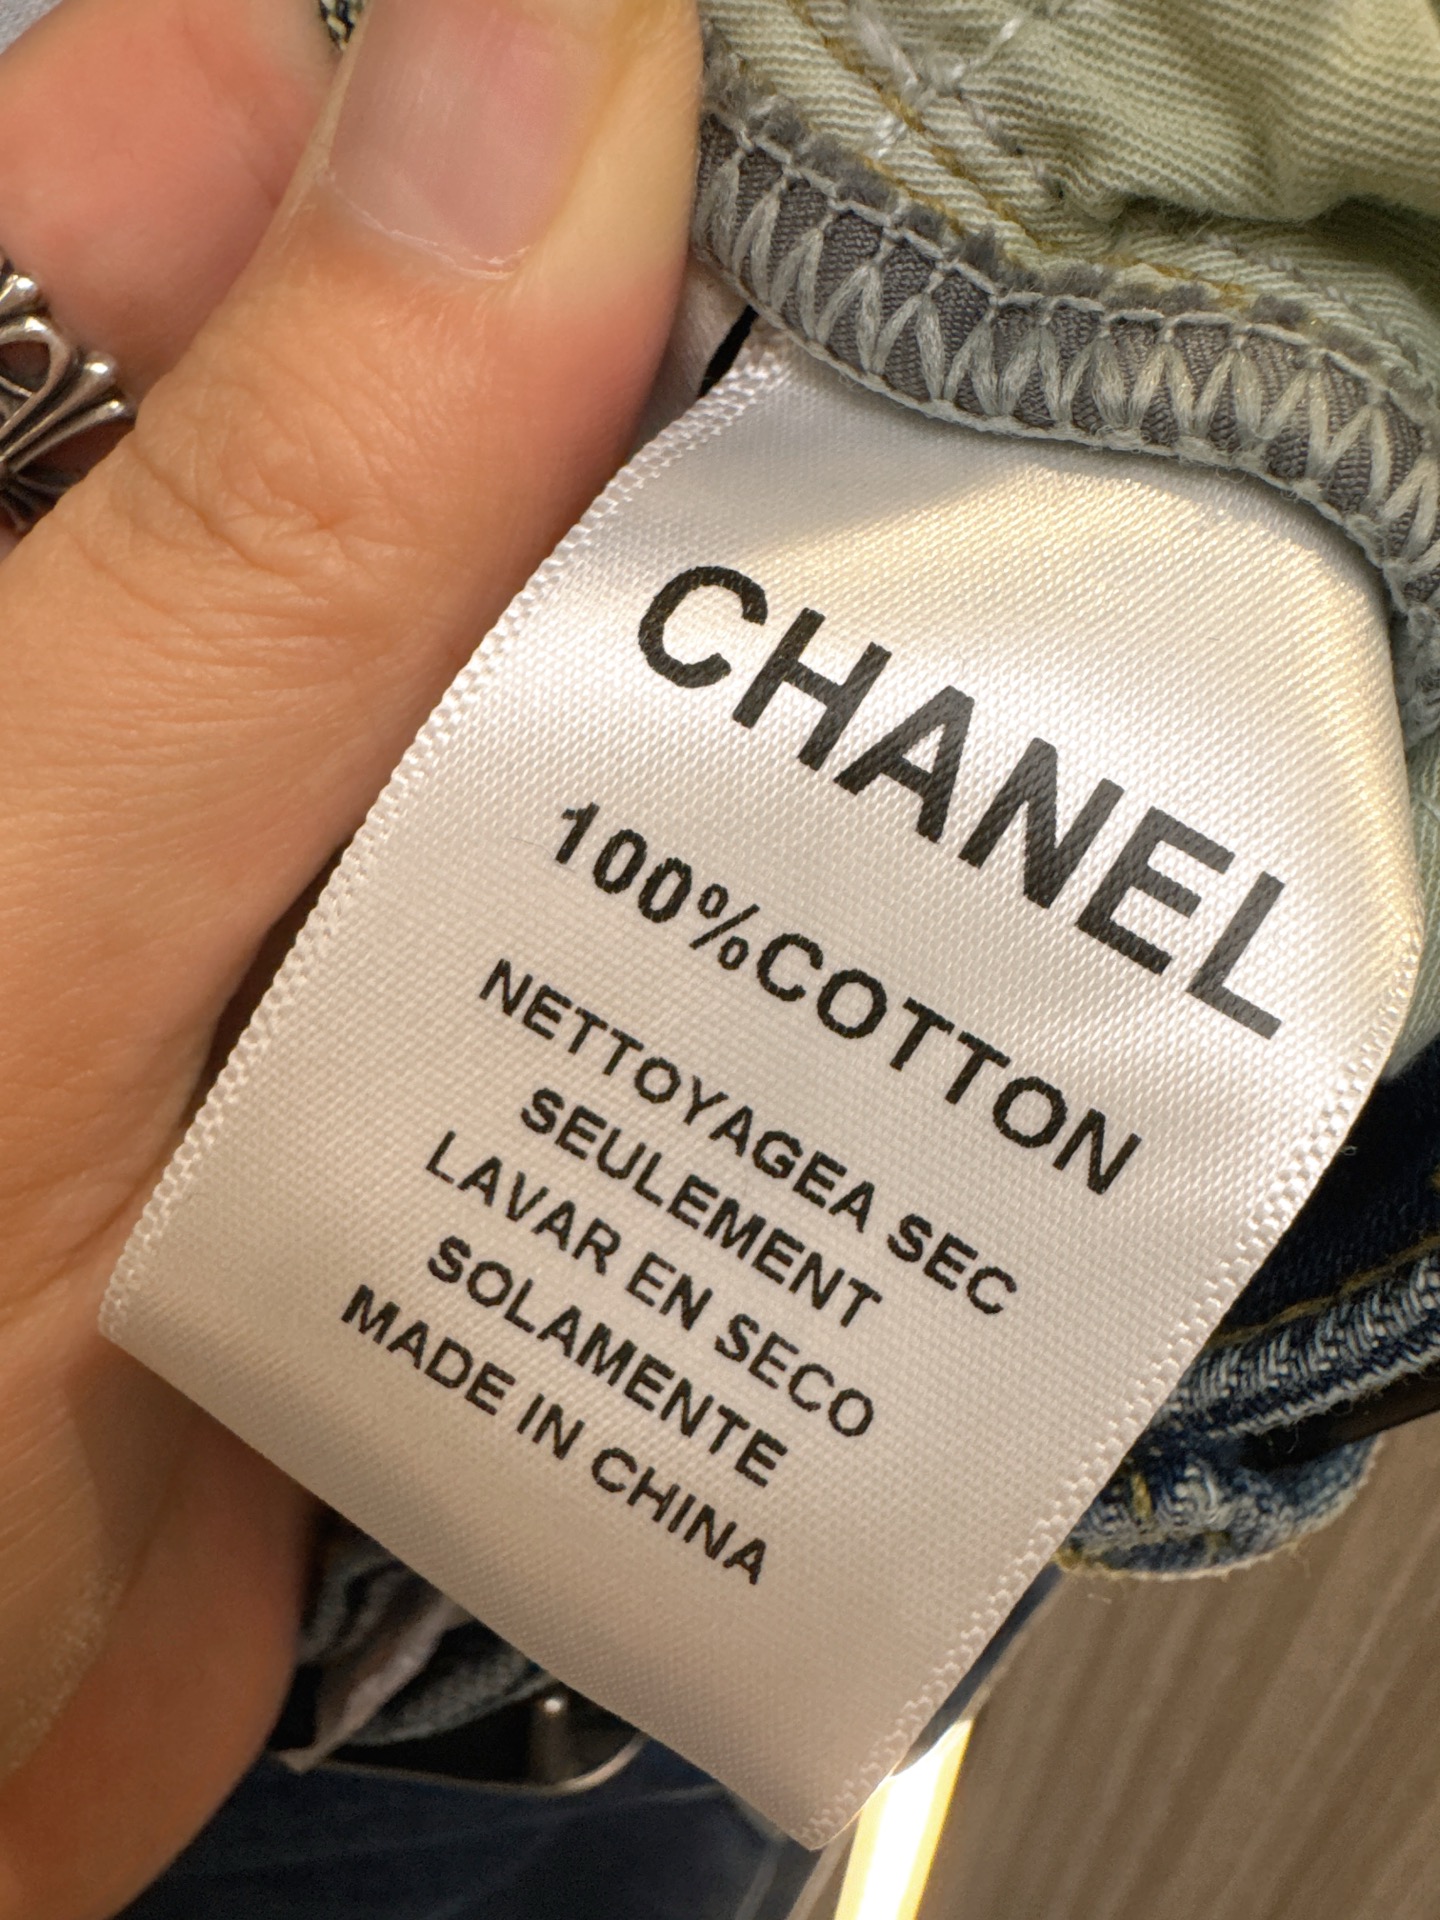 CHANEL
100%COTTON
NETTOYAGEA SEC
SEULEMENT
LAVAR EN SECO
SOLAMENTE
MADE IN CHINA